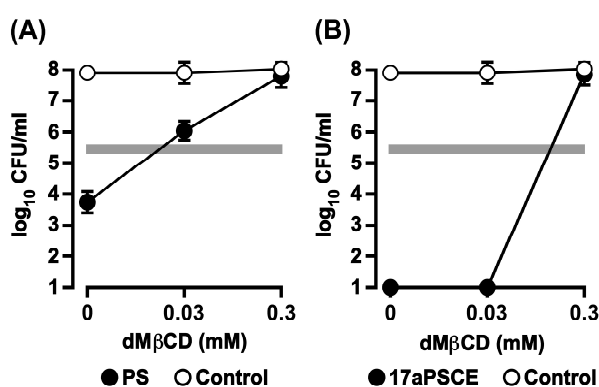 (A)
log10 CFU/ml
8
7
6
5
4
3
2
1
0 0.03 0.3
dMβCD (mM)
PS Control
(B)
log10 CFU/ml
8
7
6
5
4
3
2
1
0 0.03 0.3
dMβCD (mM)
17aPSCE Control